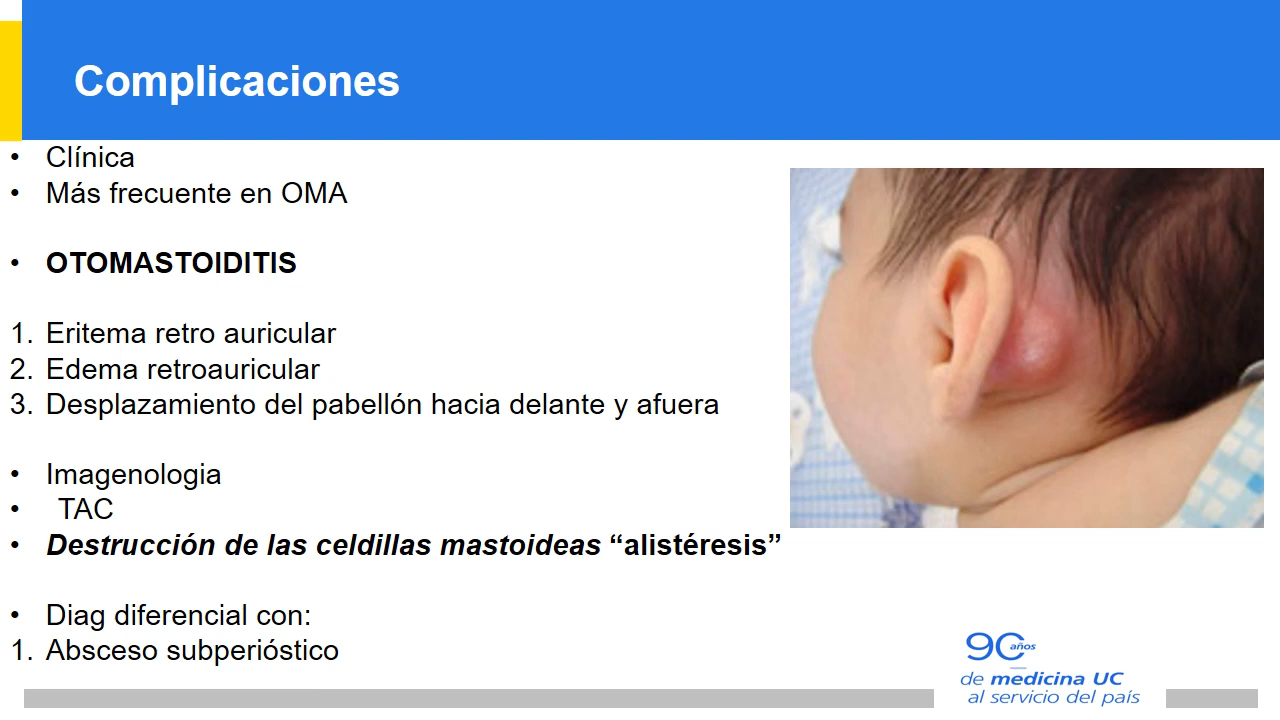 Complicaciones
• Clínica
• Más frecuente en OMA
• OTOMASTOIDITIS
1. Eritema retro auricular
2. Edema retroauricular
3. Desplazamiento del pabellón hacia delante y afuera
• Imagenologia
• TAC
• Destrucción de las celdillas mastoideas “alistéresis”
• Diag diferencial con:
1. Absceso subperióstico
90 años
de medicina UC
al servicio del país